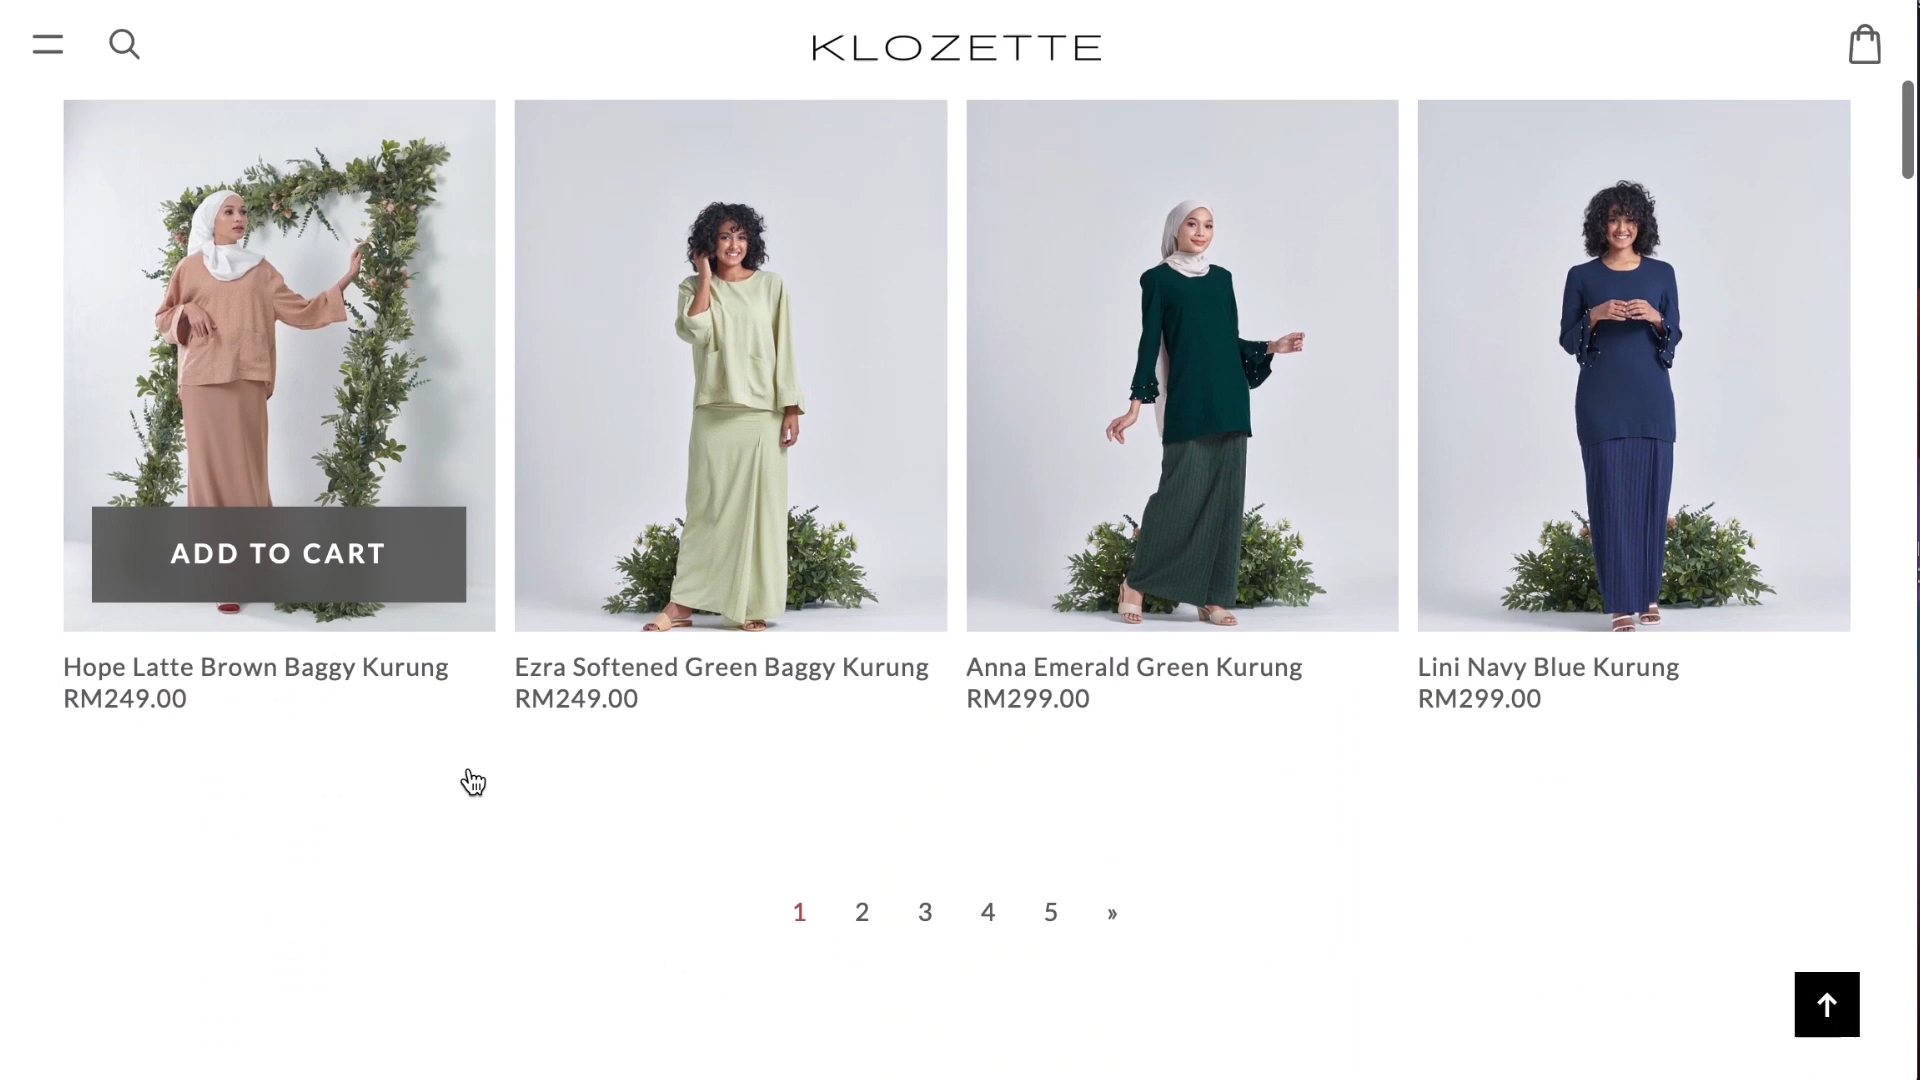 KLOZETTE
ADD TO CART
Hope Latte Brown Baggy Kurung
RM249.00
Ezra Softened Green Baggy Kurung
RM249.00
Anna Emerald Green Kurung
RM299.00
Lini Navy Blue Kurung
RM299.00
1 2 3 4 5 »